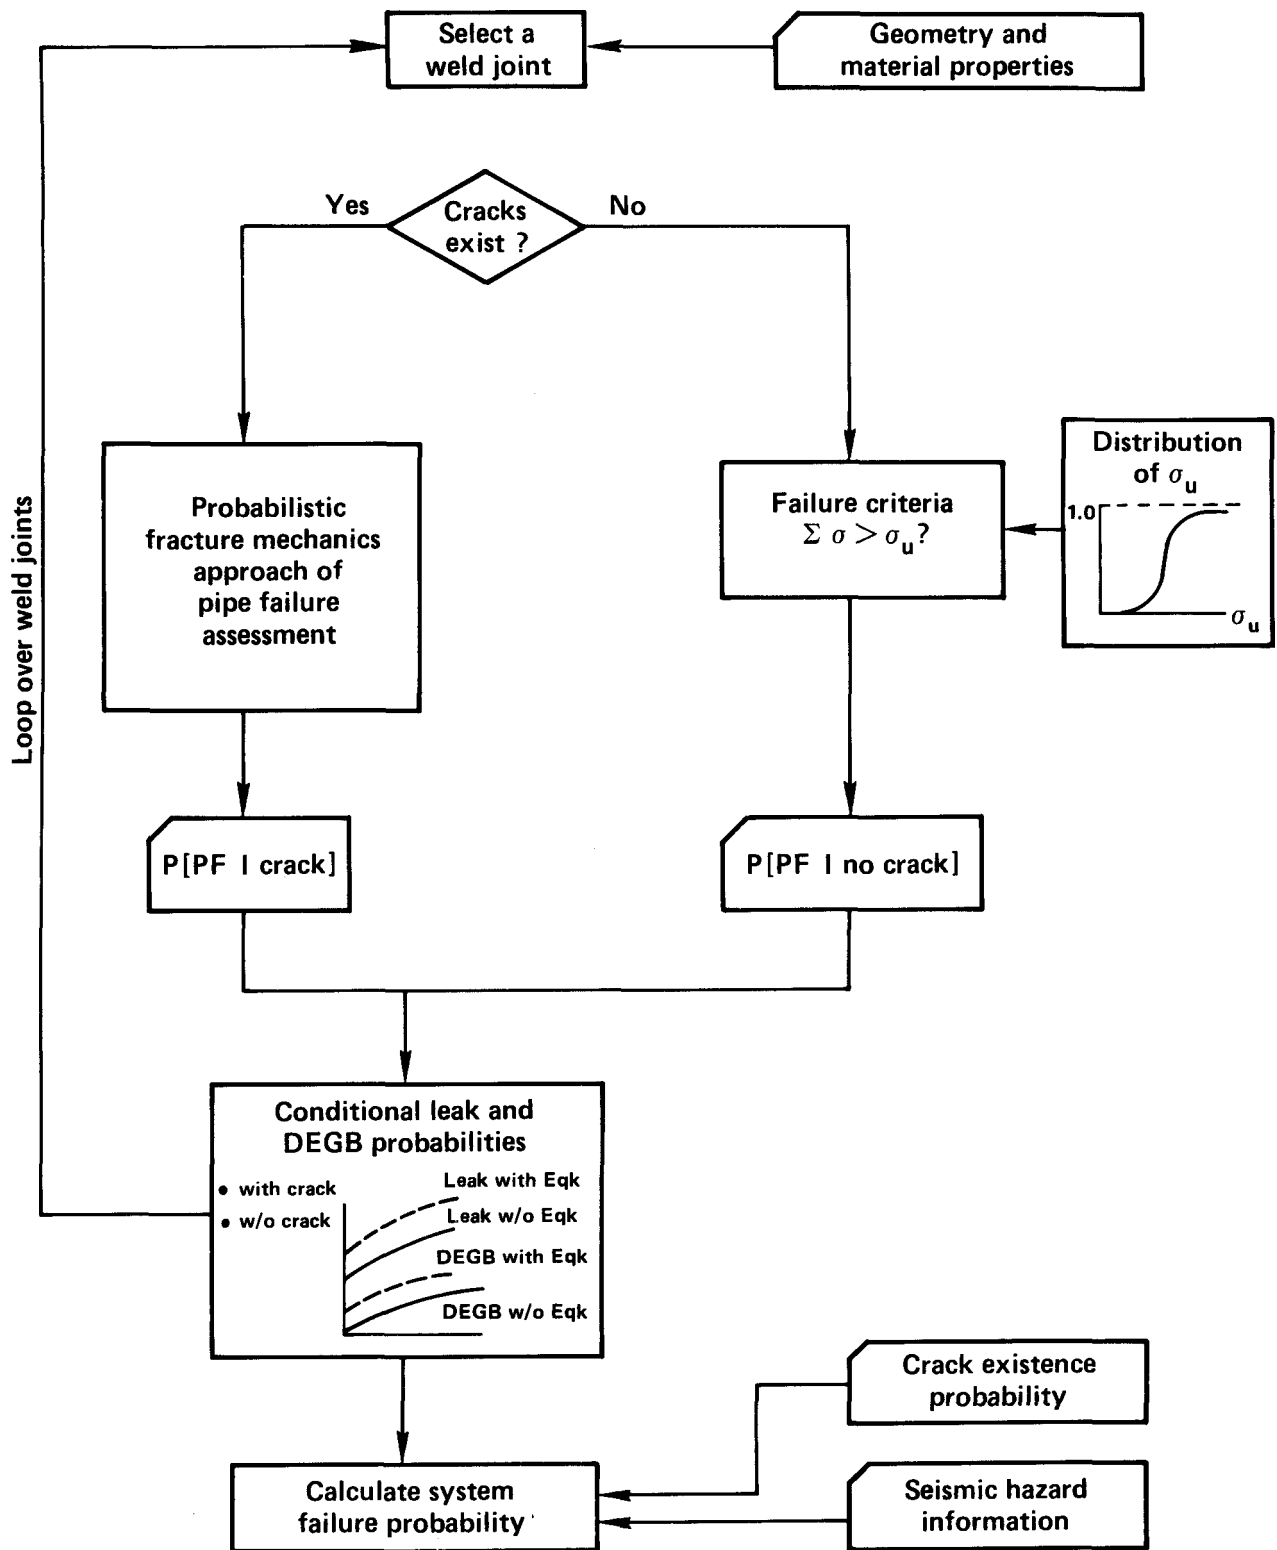 Select a
weld joint
Geometry and
material properties
Yes
Cracks
exist ?
No
Loop over weld joints
Probabilistic
fracture mechanics
approach of
pipe failure
assessment
Failure criteria
Σ σ > σu?
Distribution
of σu
1.0
σu
P[PF I crack]
P[PF I no crack]
Conditional leak and
DEGB probabilities
• with crack
• w/o crack
Leak with Eqk
Leak w/o Eqk
DEGB with Eqk
DEGB w/o Eqk
Crack existence
probability
Calculate system
failure probability
Seismic hazard
information